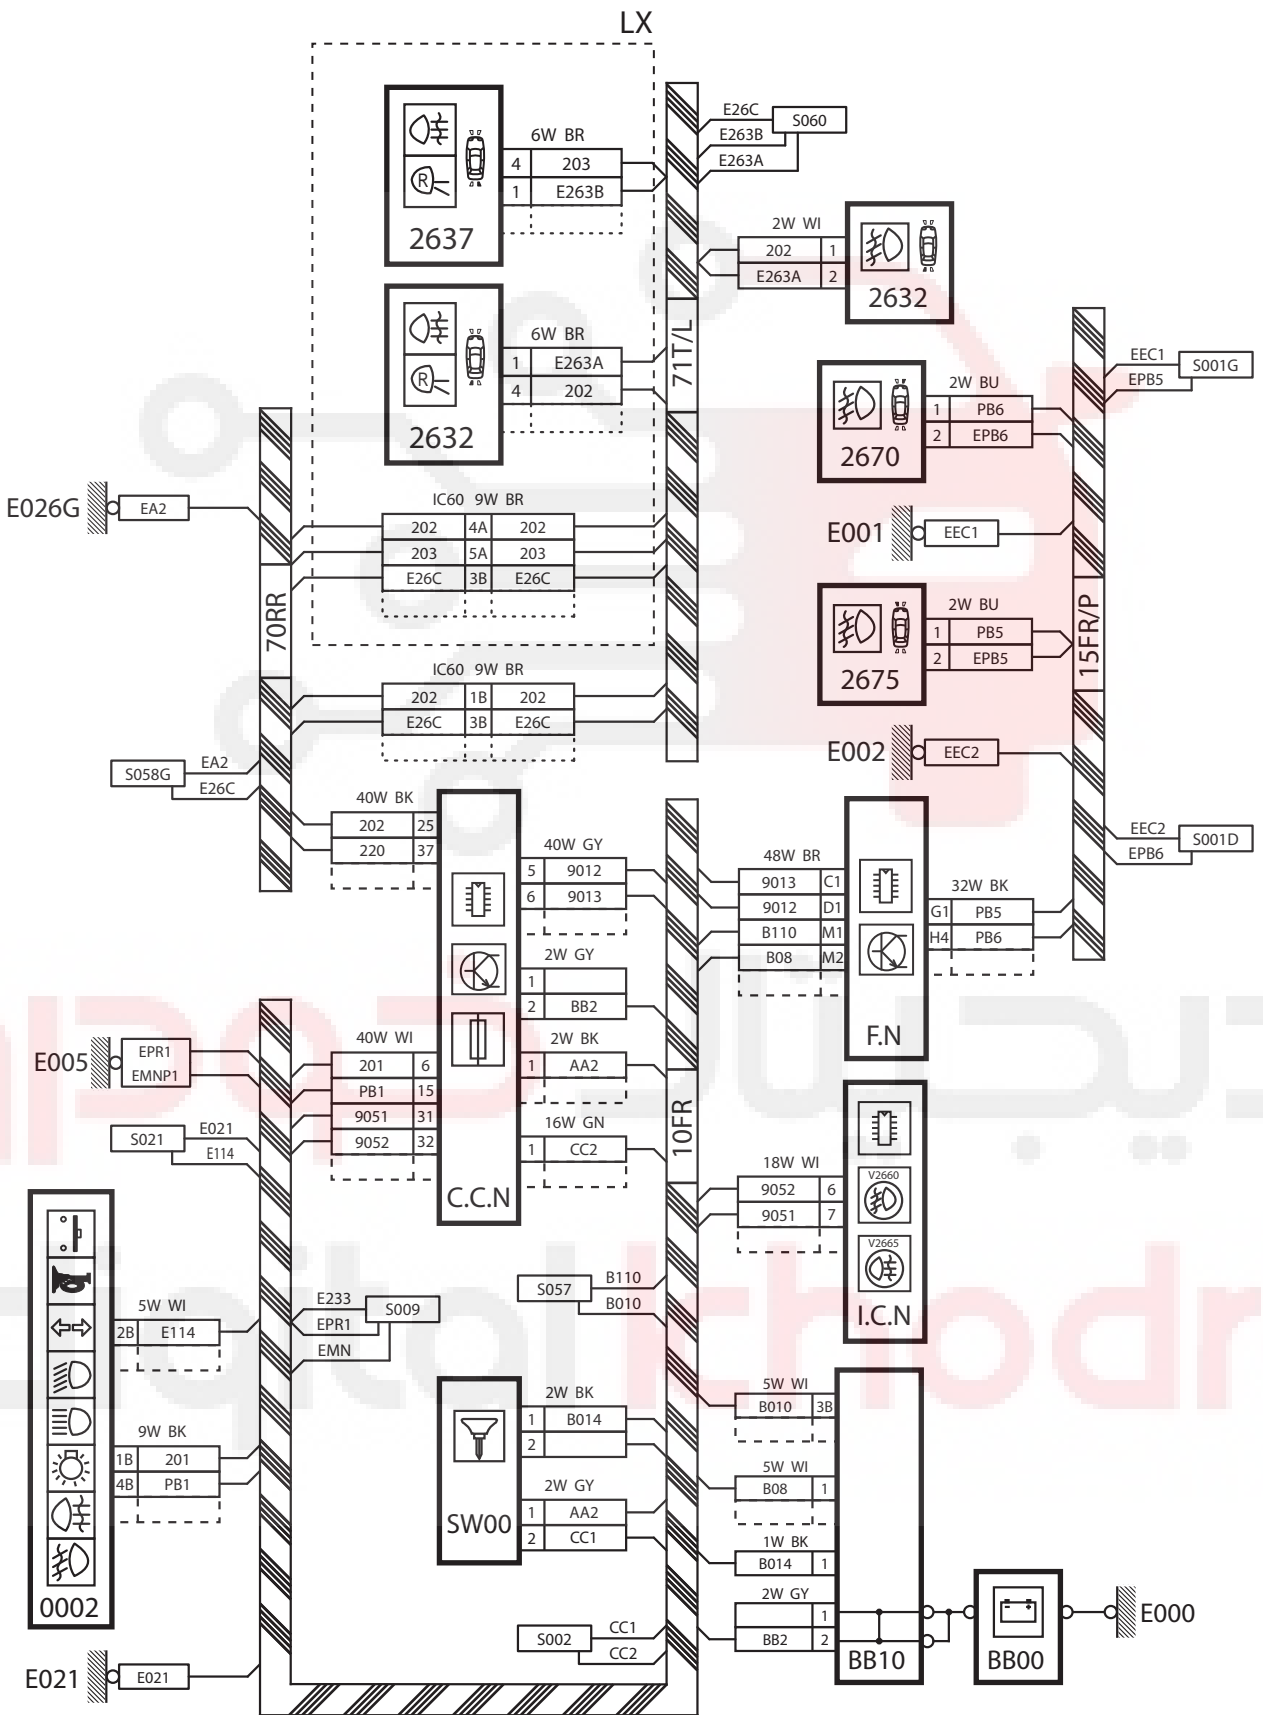 LX
2637
6W BR
4 203
1 E263B
2632
6W BR
1 E263A
4 202
71T/L
E26C
E263B
E263A
S060
2W WI
202 1
E263A 2
2632
2670
2W BU
1 PB6
2 EPB6
EEC1
EPB5
S001G
E026G
EA2
IC60 9W BR
202 4A 202
203 5A 203
E26C 3B E26C
70RR
E001
EEC1
2675
2W BU
1 PB5
2 EPB5
15FR/P
IC60 9W BR
202 1B 202
E26C 3B E26C
E002
EEC2
S058G
EA2
E26C
40W BK
202 25
220 37
40W GY
5 9012
6 9013
2W GY
1
2 BB2
2W BK
1 AA2
16W GN
1 CC2
C.C.N
48W BR
9013 C1
9012 D1
B110 M1
B08 M2
F.N
32W BK
G1 PB5
H4 PB6
EEC2
EPB6
S001D
E005
EPR1
EMNP1
40W WI
201 6
PB1 15
9051 31
9052 32
S021
E021
E114
10FR
18W WI
9052 6
9051 7
V2660
V2665
I.C.N
5W WI
2B E114
9W BK
1B 201
4B PB1
0002
E233
EPR1
EMN
S009
S057
B110
B010
SW00
2W BK
1 B014
2
2W GY
1 AA2
2 CC1
5W WI
B010 3B
5W WI
B08 1
1W BK
B014 1
2W GY
1
BB2 2
BB10
BB00
E000
S002
CC1
CC2
E021
E021
دیجیتال خودرو
digital khodro